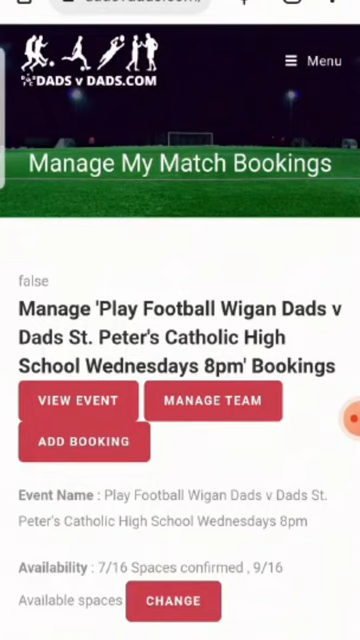 DADS v DADS.COM
Menu
Manage My Match Bookings
false
Manage 'Play Football Wigan Dads v
Dads St. Peter's Catholic High
School Wednesdays 8pm' Bookings
VIEW EVENT MANAGE TEAM
ADD BOOKING
Event Name : Play Football Wigan Dads v Dads St.
Peter's Catholic High School Wednesdays 8pm
Availability : 7/16 Spaces confirmed , 9/16
Available spaces CHANGE